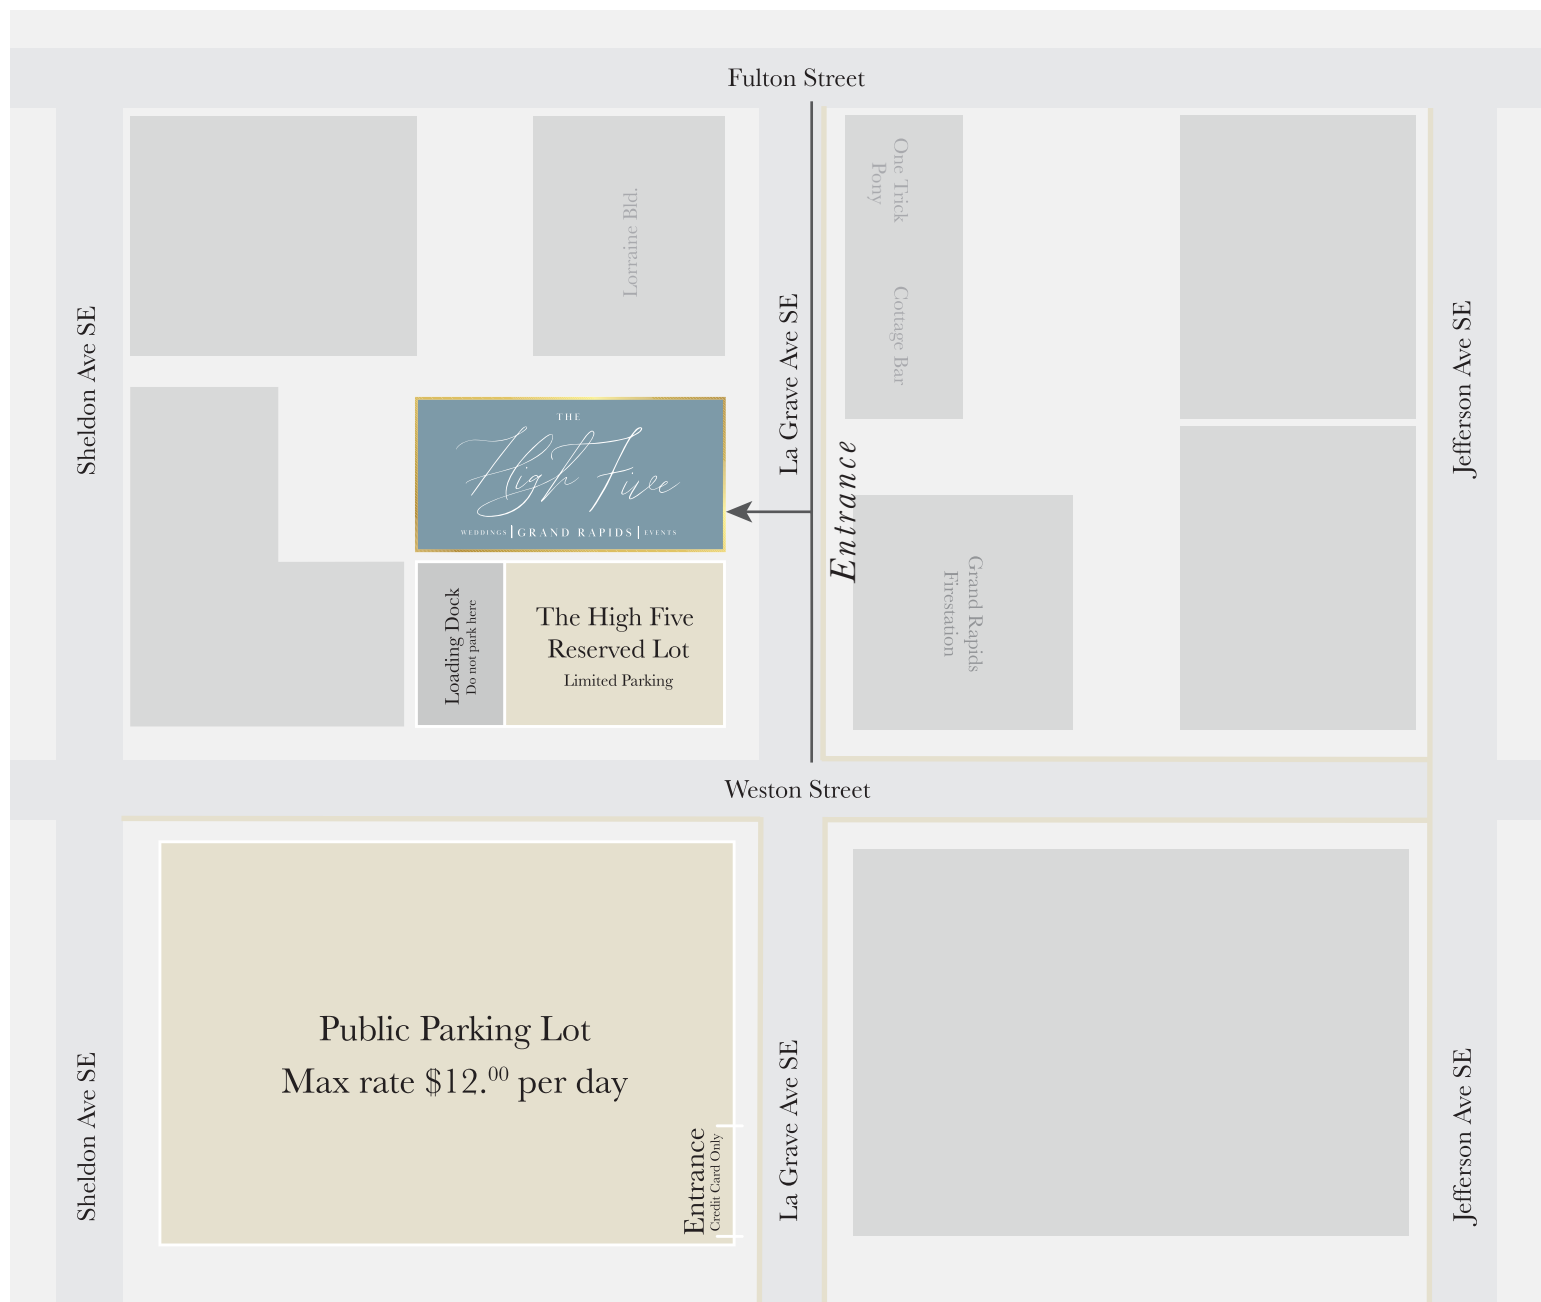 Fulton Street
One Trick
Pony
Cottage Bar
Lorraine Bld.
Sheldon Ave SE
La Grave Ave SE
Jefferson Ave SE
THE
High Five
WEDDINGS | GRAND RAPIDS | EVENTS
Entrance
Grand Rapids
Firestation
Loading Dock
Do not park here
The High Five
Reserved Lot
Limited Parking
Weston Street
Public Parking Lot
Max rate $12.00 per day
Entrance
Credit Card Only
Sheldon Ave SE
La Grave Ave SE
Jefferson Ave SE